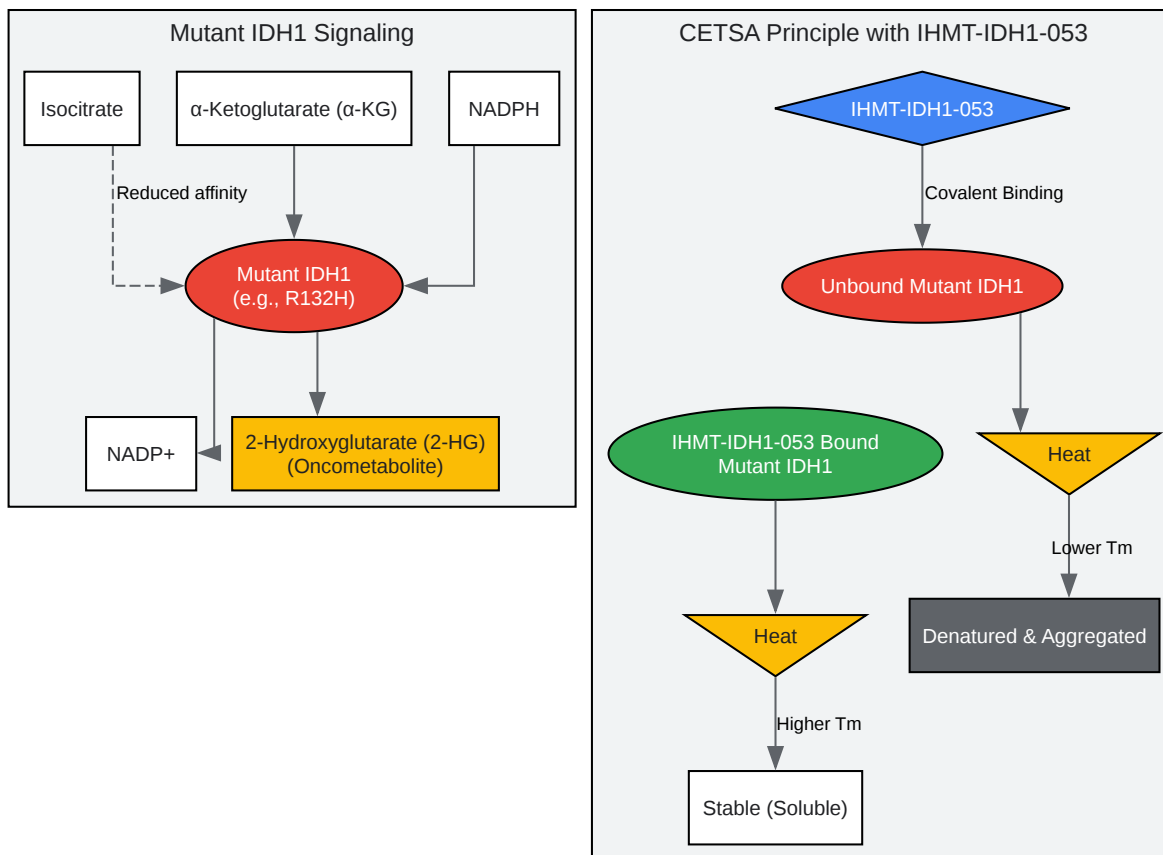 Mutant IDH1 Signaling
Isocitrate
α-Ketoglutarate (α-KG)
NADPH
Reduced affinity
Mutant IDH1
(e.g., R132H)
NADP+
2-Hydroxyglutarate (2-HG)
(Oncometabolite)
CETSA Principle with IHMT-IDH1-053
IHMT-IDH1-053
Covalent Binding
Unbound Mutant IDH1
IHMT-IDH1-053 Bound
Mutant IDH1
Heat
Lower Tm
Denatured & Aggregated
Heat
Higher Tm
Stable (Soluble)